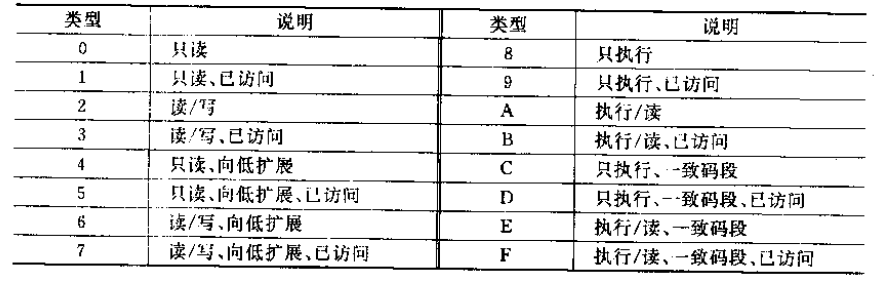 类型 说明 类型 说明
0 只读 8 只执行
1 只读、已访问 9 只执行、已访问
2 读/写 A 执行/读
3 读/写、已访问 B 执行/读、已访问
4 只读、向低扩展 C 只执行、一致码段
5 只读、向低扩展、已访问 D 只执行、一致码段、已访问
6 读/写、向低扩展 E 执行/读、一致码段
7 读/写、向低扩展、已访问 F 执行/读、一致码段、已访问